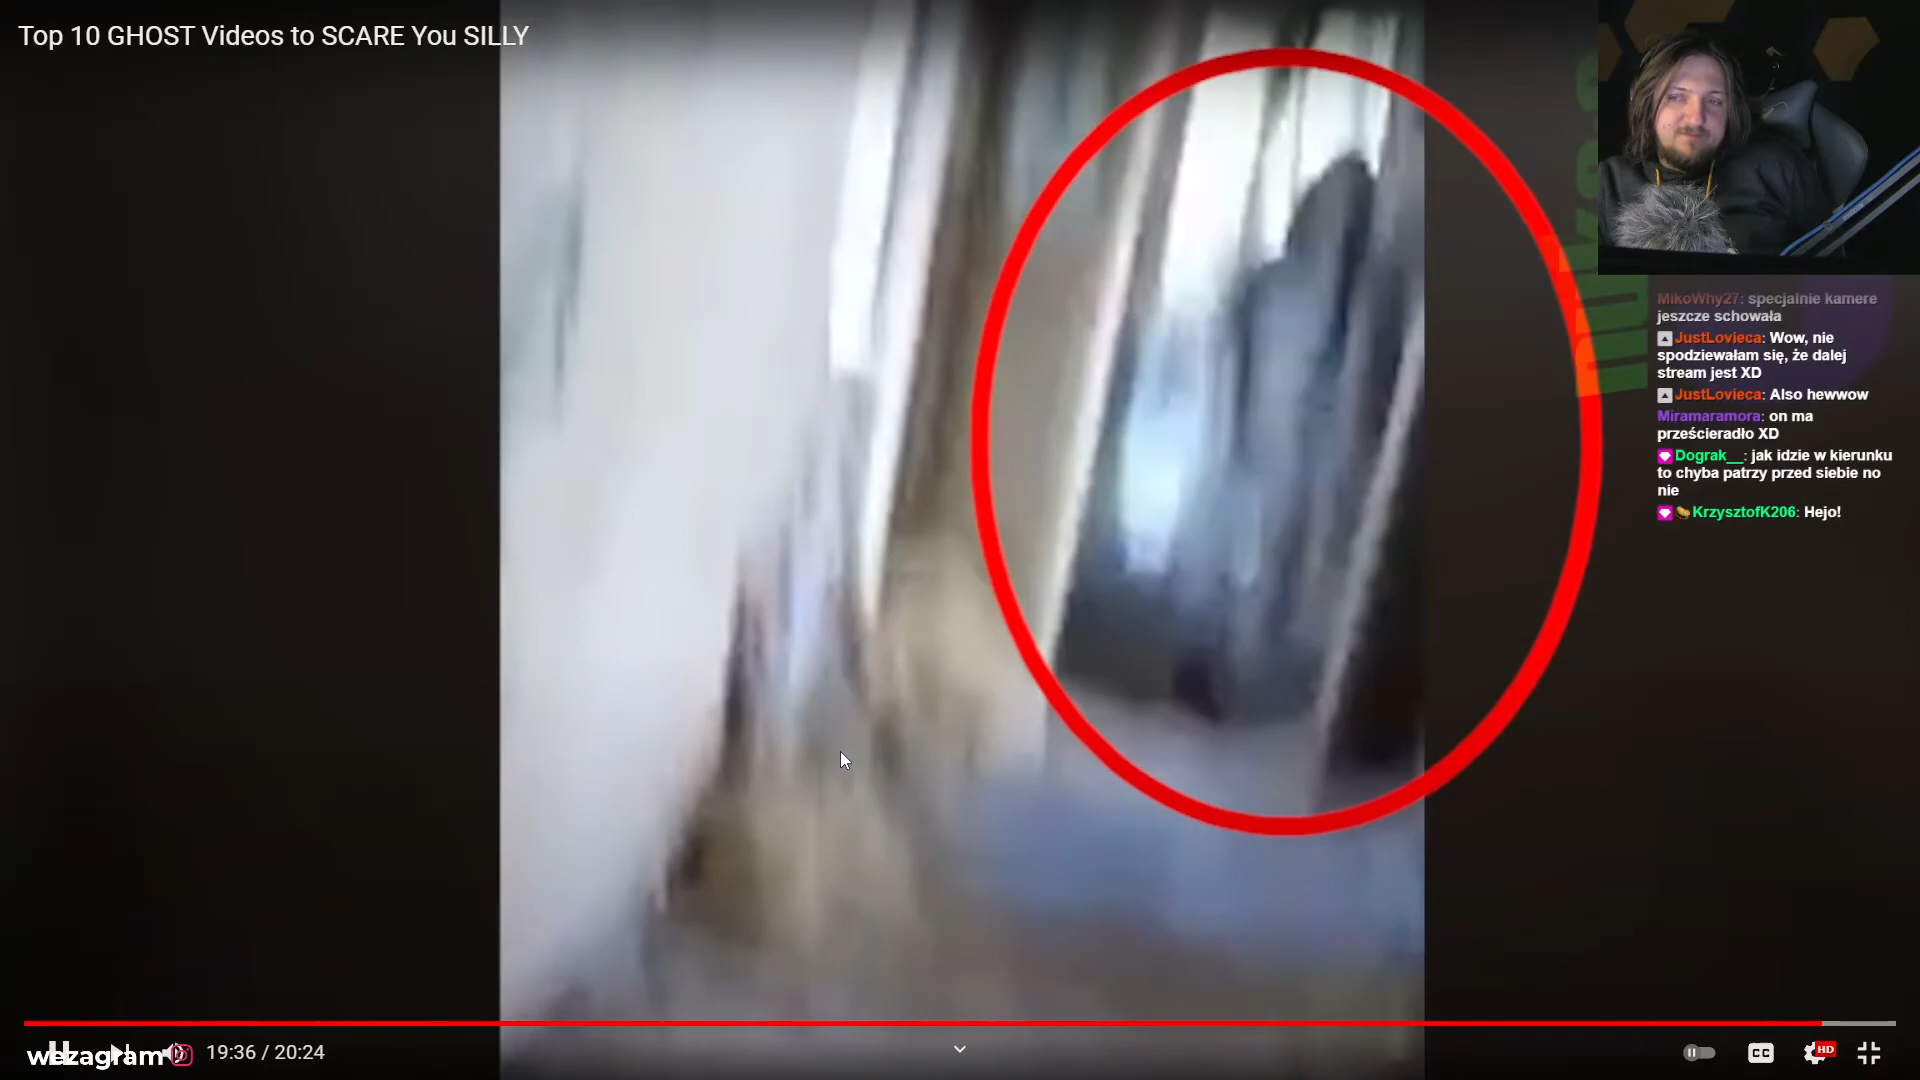 Top 10 GHOST Videos to SCARE You SILLY
MikoWhy27: specjalnie kamere
jeszcze schowała
JustLovieca: Wow, nie
spodziewałam się, że dalej
stream jest XD
JustLovieca: Also hewwow
Miramaramora: on ma
prześcieradło XD
Dograk__: jak idzie w kierunku
to chyba patrzy przed siebie no
nie
KrzysztofK206: Hejo!
wezagram
19:36 / 20:24
CC
HD